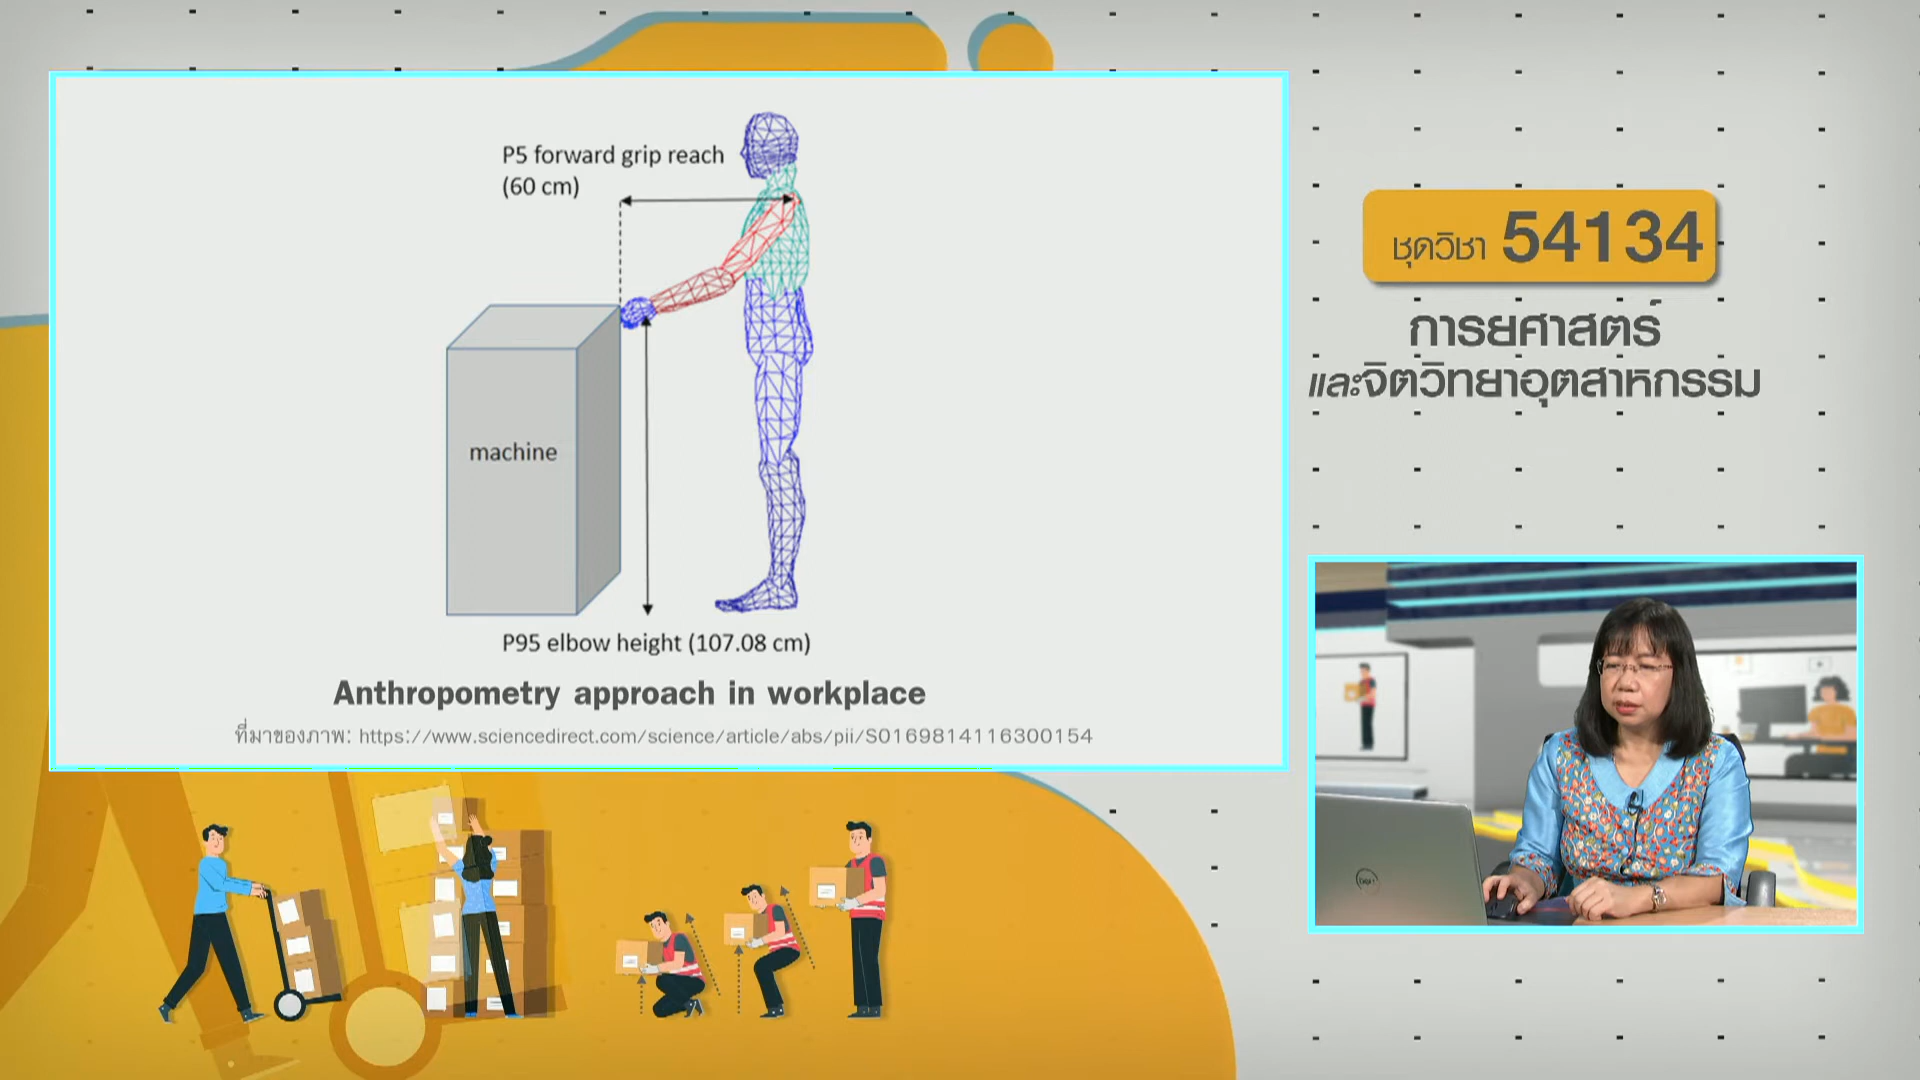 P5 forward grip reach
(60 cm)
machine
P95 elbow height (107.08 cm)
Anthropometry approach in workplace
ที่มาของภาพ: https://www.sciencedirect.com/science/article/abs/pii/S0169814116300154
ชุดวิชา 54134
การยศาสตร์
และจิตวิทยาอุตสาหกรรม
DELL